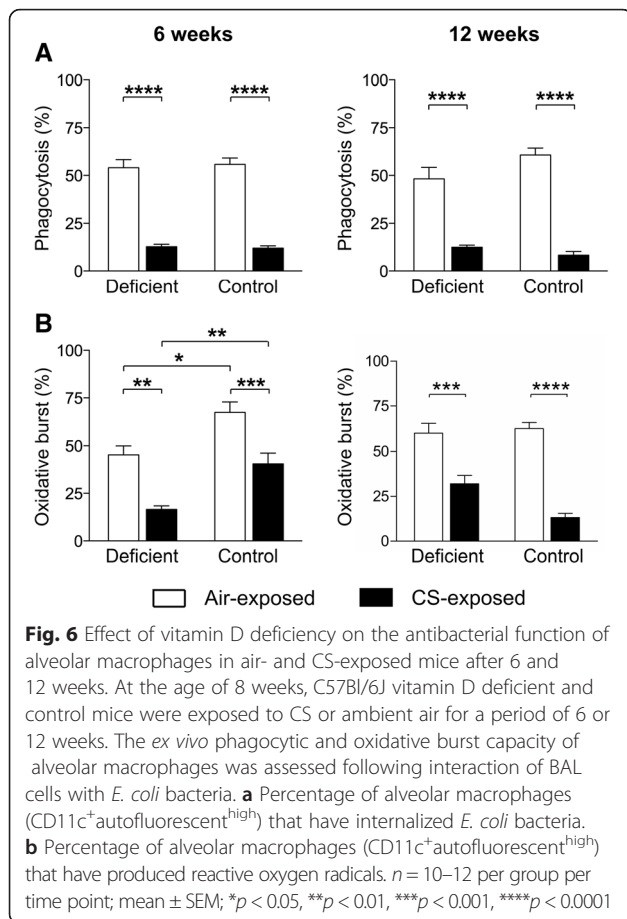 6 weeks
12 weeks
A
100
75
50
25
0
Phagocytosis (%)
****
****
Deficient
Control
100
75
50
25
0
Phagocytosis (%)
****
****
Deficient
Control
B
100
75
50
25
0
Oxidative burst (%)
**
*
**
***
Deficient
Control
100
75
50
25
0
Oxidative burst (%)
***
****
Deficient
Control
Air-exposed
CS-exposed
Fig. 6 Effect of vitamin D deficiency on the antibacterial function of
alveolar macrophages in air- and CS-exposed mice after 6 and
12 weeks. At the age of 8 weeks, C57Bl/6J vitamin D deficient and
control mice were exposed to CS or ambient air for a period of 6 or
12 weeks. The ex vivo phagocytic and oxidative burst capacity of
alveolar macrophages was assessed following interaction of BAL
cells with E. coli bacteria. a Percentage of alveolar macrophages
(CD11c⁺autofluorescentʰⁱᵍʰ) that have internalized E. coli bacteria.
b Percentage of alveolar macrophages (CD11c⁺autofluorescentʰⁱᵍʰ)
that have produced reactive oxygen radicals. n = 10–12 per group per
time point; mean ± SEM; *p < 0.05, **p < 0.01, ***p < 0.001, ****p < 0.0001